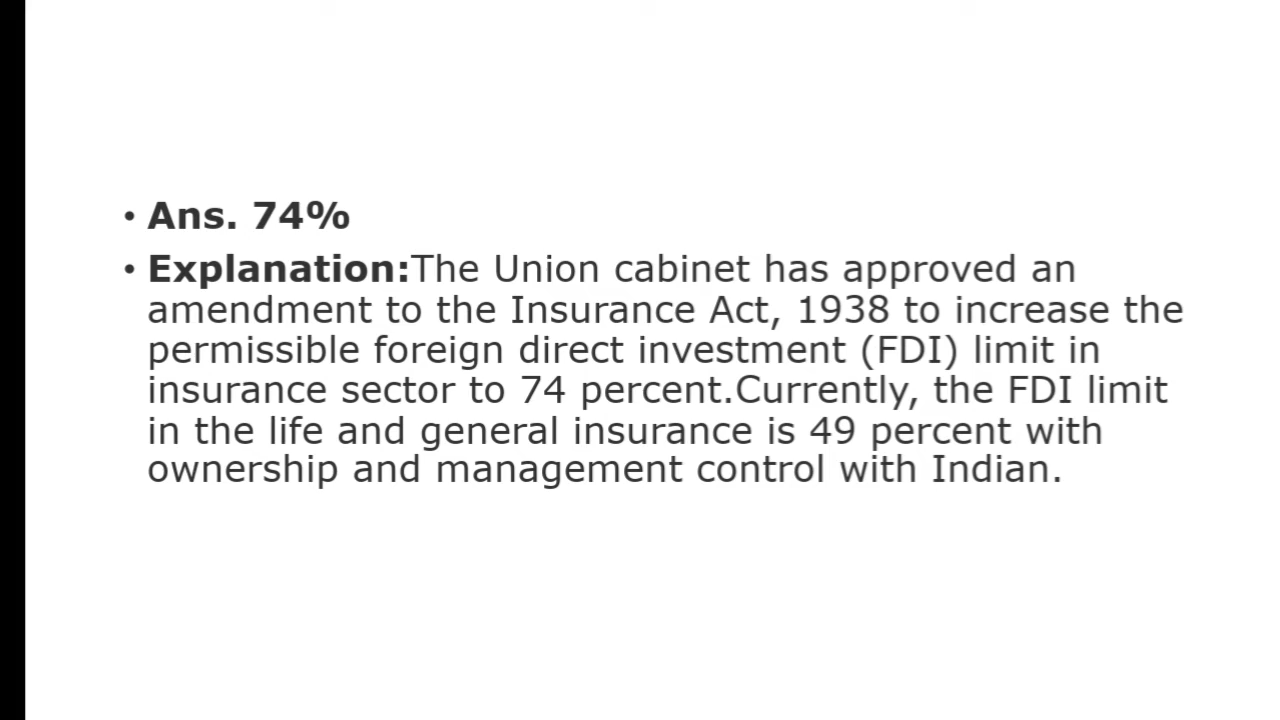 • Ans. 74%
• Explanation:The Union cabinet has approved an
amendment to the Insurance Act, 1938 to increase the
permissible foreign direct investment (FDI) limit in
insurance sector to 74 percent.Currently, the FDI limit
in the life and general insurance is 49 percent with
ownership and management control with Indian.